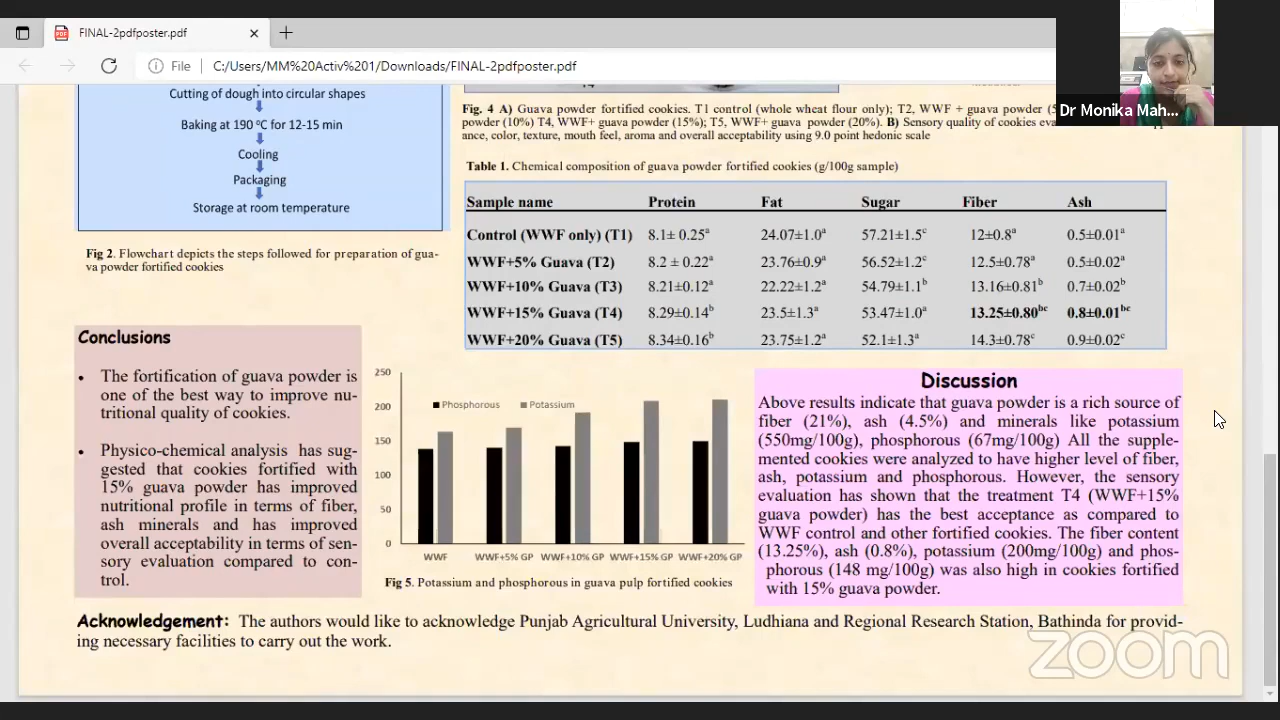 FINAL-2pdfposter.pdf
File
C:/Users/MM%20Activ%201/Downloads/FINAL-2pdfposter.pdf
Dr Monika Mah...
Cutting of dough into circular shapes
Baking at 190 ºC for 12-15 min
Cooling
Packaging
Storage at room temperature
Fig 2. Flowchart depicts the steps followed for preparation of gua-
va powder fortified cookies
Fig. 4 A) Guava powder fortified cookies. T1 control (whole wheat flour only); T2, WWF + guava powder (5
powder (10%) T4, WWF+ guava powder (15%); T5, WWF+ guava powder (20%). B) Sensory quality of cookies eva
ance, color, texture, mouth feel, aroma and overall acceptability using 9.0 point hedonic scale
Table 1. Chemical composition of guava powder fortified cookies (g/100g sample)
Sample name Protein Fat Sugar Fiber Ash
Control (WWF only) (T1) 8.1± 0.25a 24.07±1.0a 57.21±1.5c 12±0.8a 0.5±0.01a
WWF+5% Guava (T2) 8.2 ± 0.22a 23.76±0.9a 56.52±1.2c 12.5±0.78a 0.5±0.02a
WWF+10% Guava (T3) 8.21±0.12a 22.22±1.2a 54.79±1.1b 13.16±0.81b 0.7±0.02b
WWF+15% Guava (T4) 8.29±0.14b 23.5±1.3a 53.47±1.0a 13.25±0.80bc 0.8±0.01bc
WWF+20% Guava (T5) 8.34±0.16b 23.75±1.2a 52.1±1.3a 14.3±0.78c 0.9±0.02c
Conclusions
• The fortification of guava powder is
one of the best way to improve nu-
tritional quality of cookies.
• Physico-chemical analysis has sug-
gested that cookies fortified with
15% guava powder has improved
nutritional profile in terms of fiber,
ash minerals and has improved
overall acceptability in terms of sen-
sory evaluation compared to con-
trol.
250
200
150
100
50
0
Phosphorous Potassium
WWF WWF+5% GP WWF+10% GP WWF+15% GP WWF+20% GP
Fig 5. Potassium and phosphorous in guava pulp fortified cookies
Discussion
Above results indicate that guava powder is a rich source of
fiber (21%), ash (4.5%) and minerals like potassium
(550mg/100g), phosphorous (67mg/100g) All the supple-
mented cookies were analyzed to have higher level of fiber,
ash, potassium and phosphorous. However, the sensory
evaluation has shown that the treatment T4 (WWF+15%
guava powder) has the best acceptance as compared to
WWF control and other fortified cookies. The fiber content
(13.25%), ash (0.8%), potassium (200mg/100g) and phos-
phorous (148 mg/100g) was also high in cookies fortified
with 15% guava powder.
Acknowledgement: The authors would like to acknowledge Punjab Agricultural University, Ludhiana and Regional Research Station, Bathinda for provid-
ing necessary facilities to carry out the work.
zoom